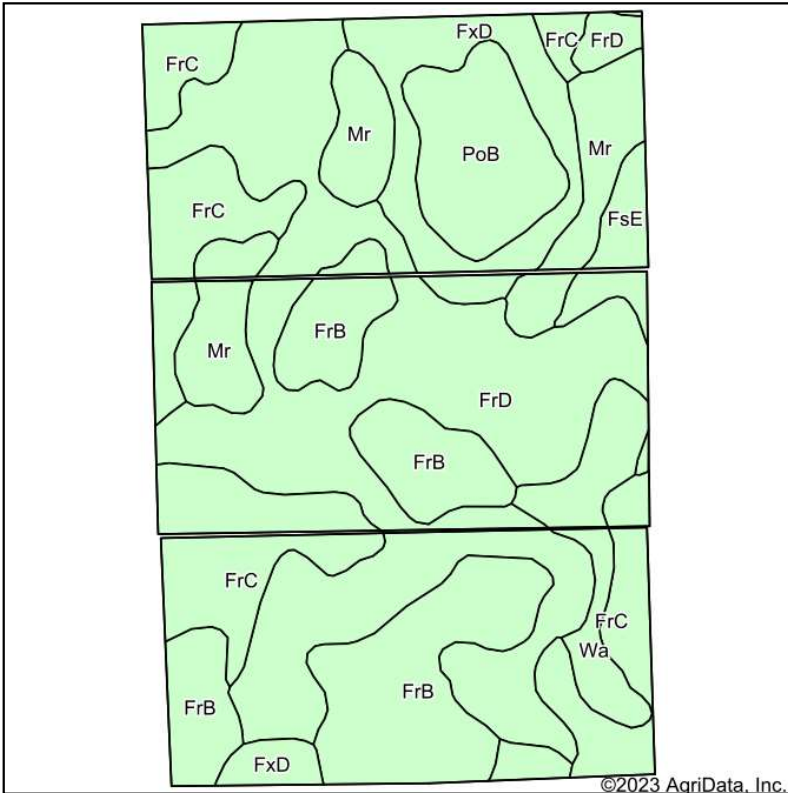 FxD
FrC
FrD
FrC
Mr
Mr
PoB
FrC
FsE
FrB
Mr
FrD
FrB
FrC
FrC
Wa
FrB
FrB
FxD
©2023 AgriData, Inc.